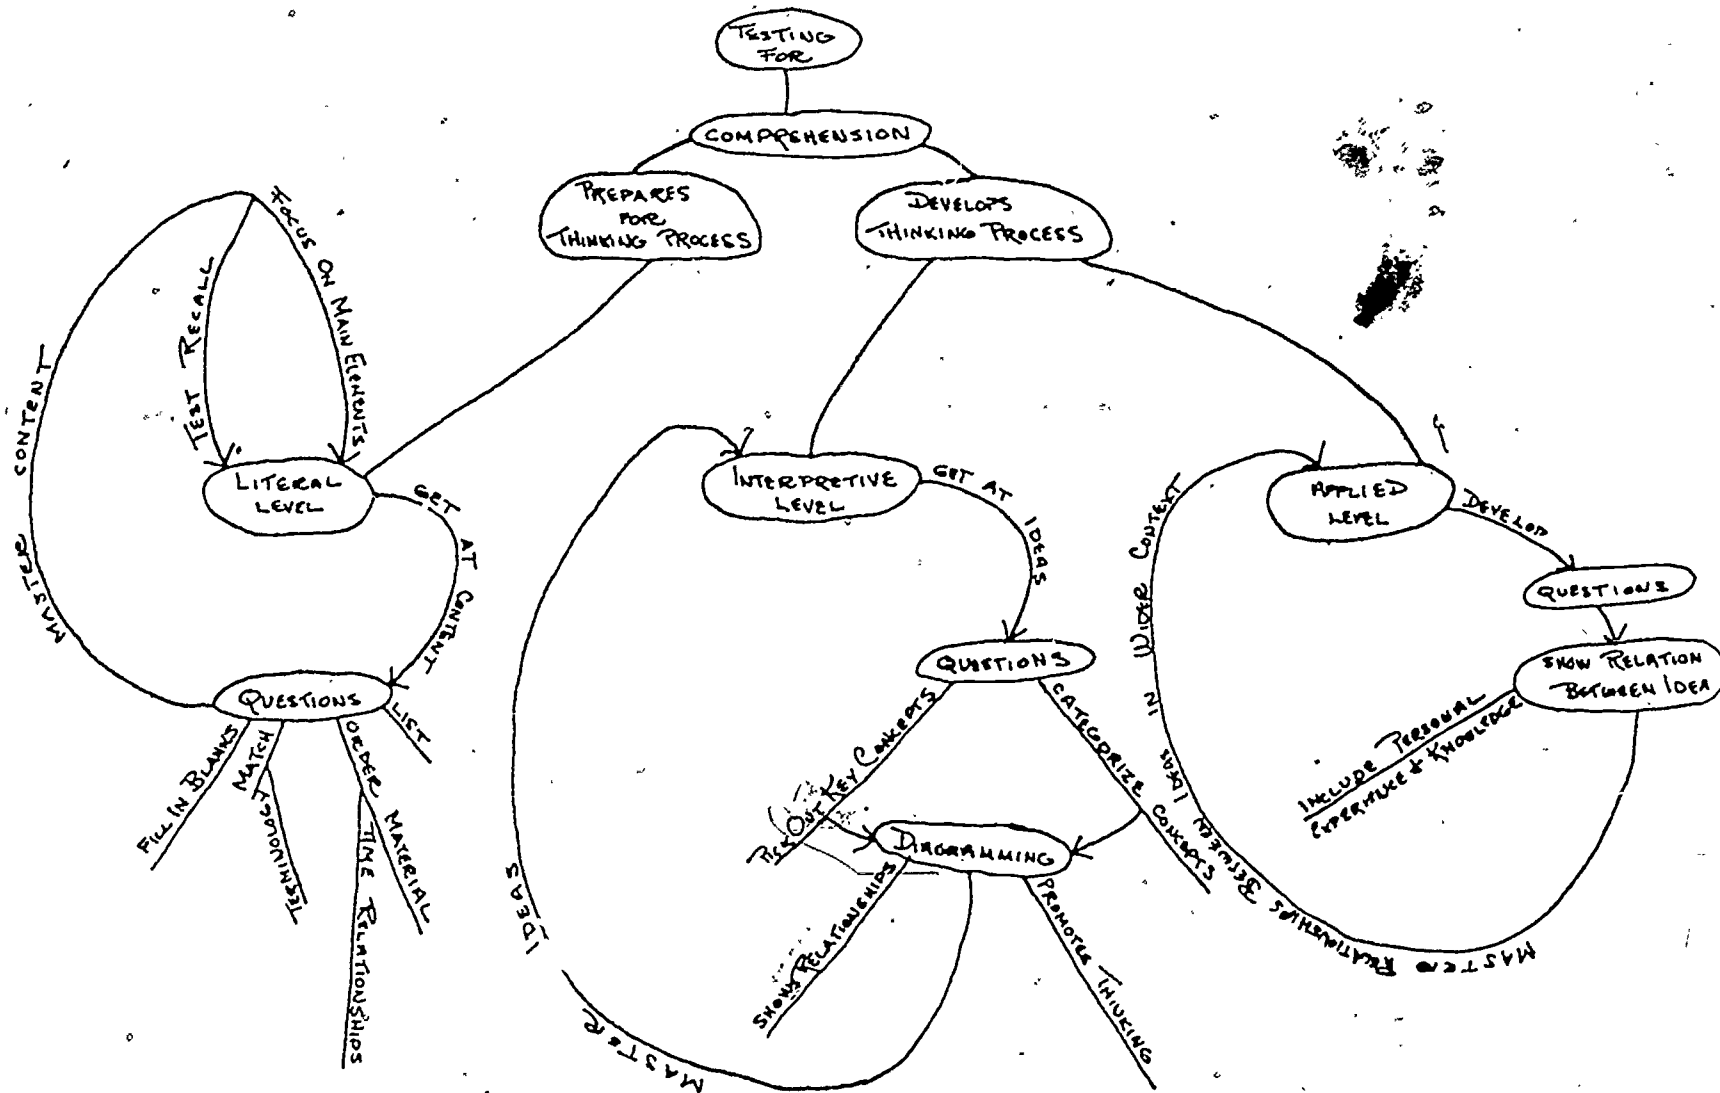 TESTING
FOR
COMPREHENSION
PREPARES
FOR
THINKING PROCESS
DEVELOPS
THINKING PROCESS
FOCUS ON MAIN ELEMENTS
TEST RECALL
MASTER CONTENT
LITERAL
LEVEL
GET AT CONTENT
QUESTIONS
FILL IN BLANKS
MATCH
TERMINOLOGY
ORDER MATERIAL
TIME RELATIONSHIPS
LIST
INTERPRETIVE
LEVEL
GET AT IDEAS
QUESTIONS
PICK OUT KEY CONCEPTS
CATEGORIZE CONCEPTS
DIAGRAMMING
SHOWS RELATIONSHIPS
PROMOTES THINKING
MASTER IDEAS
APPLIED
LEVEL
DEVELOP
QUESTIONS
SHOW RELATION
BETWEEN IDEA
INCLUDE PERSONAL
EXPERIENCE & KNOWLEDGE
MASTER RELATIONSHIPS BETWEEN IDEAS IN WIDER CONTEXT